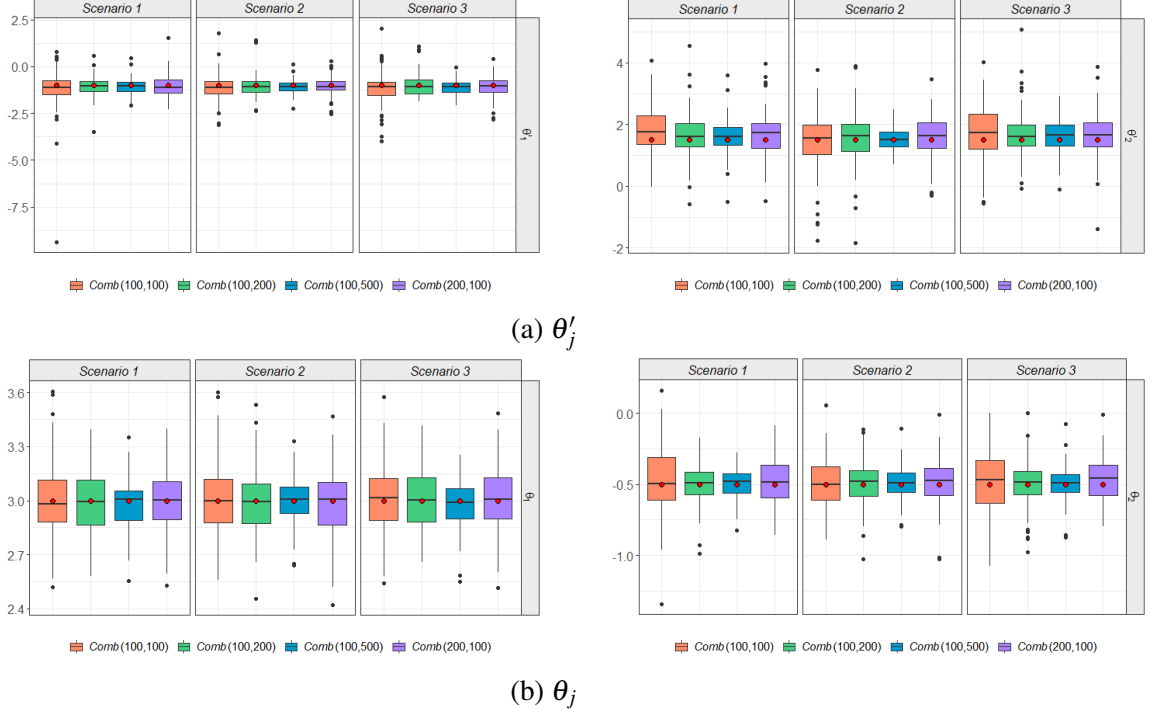 Scenario 1 Scenario 2 Scenario 3
2.5
0.0
-2.5
-5.0
-7.5
θ′₁
Comb(100,100) Comb(100,200) Comb(100,500) Comb(200,100)
Scenario 1 Scenario 2 Scenario 3
4
2
0
-2
θ′₂
Comb(100,100) Comb(100,200) Comb(100,500) Comb(200,100)
(a) θ′ⱼ
Scenario 1 Scenario 2 Scenario 3
3.6
3.3
3.0
2.7
2.4
θ₁
Comb(100,100) Comb(100,200) Comb(100,500) Comb(200,100)
Scenario 1 Scenario 2 Scenario 3
0.0
-0.5
-1.0
θ₂
Comb(100,100) Comb(100,200) Comb(100,500) Comb(200,100)
(b) θⱼ